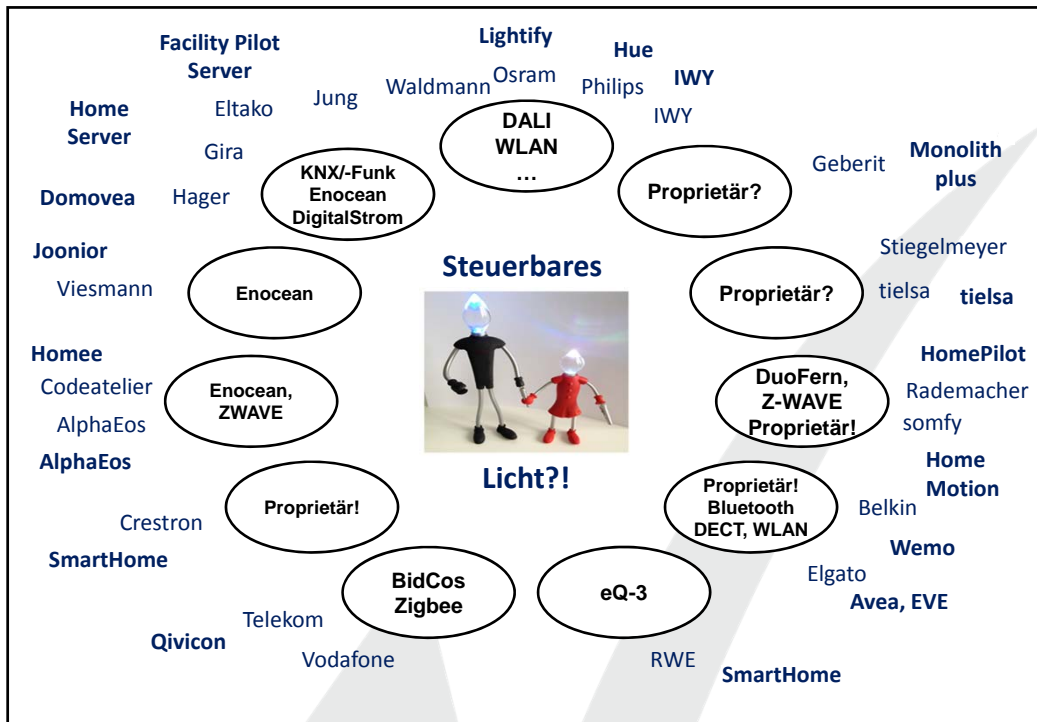 Lightify
Facility Pilot
Server
Hue
IWY
Osram
Waldmann
Philips
Jung
Eltako
IWY
Home
Server
DALI
WLAN
...
Gira
Geberit
Monolith
plus
KNX/-Funk
Enocean
DigitalStrom
Proprietär?
Domovea
Hager
Joonior
Stiegelmeyer
Steuerbares
Viesmann
Enocean
Proprietär?
tielsa
tielsa
Homee
HomePilot
Codeatelier
Enocean,
ZWAVE
DuoFern,
Z-WAVE
Proprietär!
Rademacher
AlphaEos
somfy
AlphaEos
Licht?!
Home
Motion
Proprietär!
Proprietär!
Bluetooth
DECT, WLAN
Crestron
Belkin
SmartHome
Wemo
Elgato
BidCos
Zigbee
eQ-3
Avea, EVE
Telekom
Qivicon
Vodafone
RWE
SmartHome